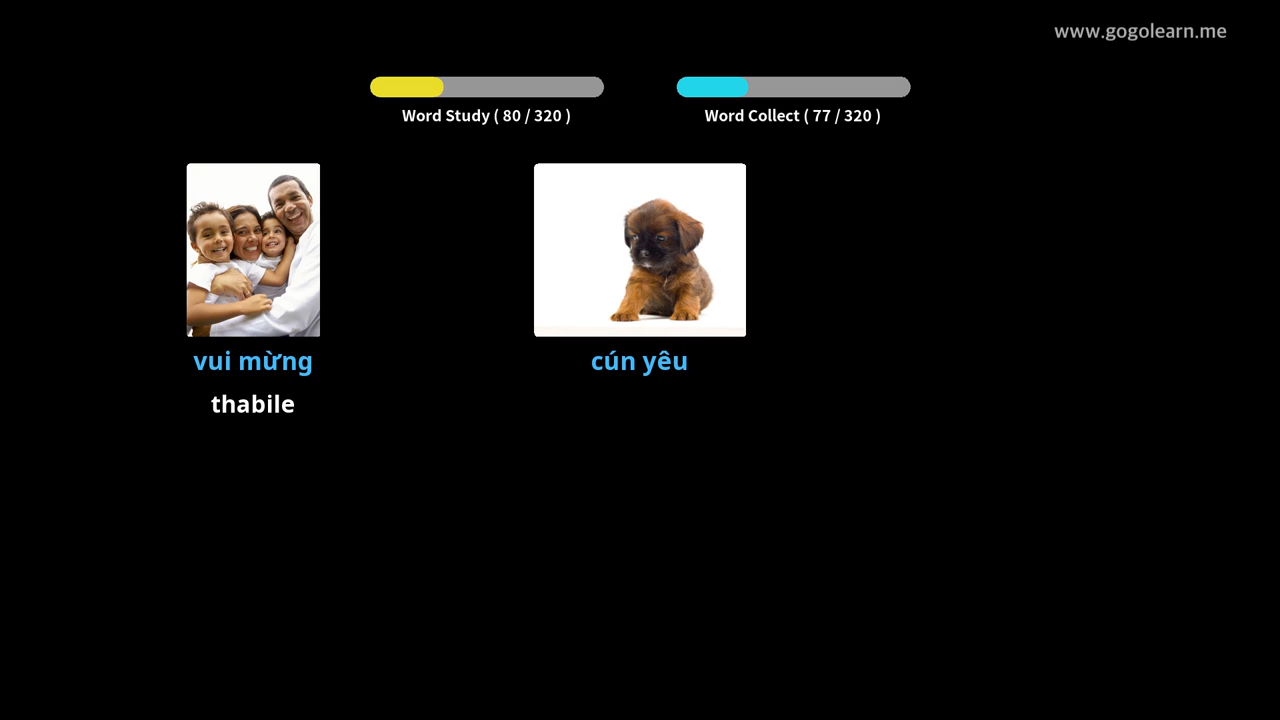 www.gogolearn.me
Word Study ( 80 / 320 )
Word Collect ( 77 / 320 )
vui mừng
cún yêu
thabile